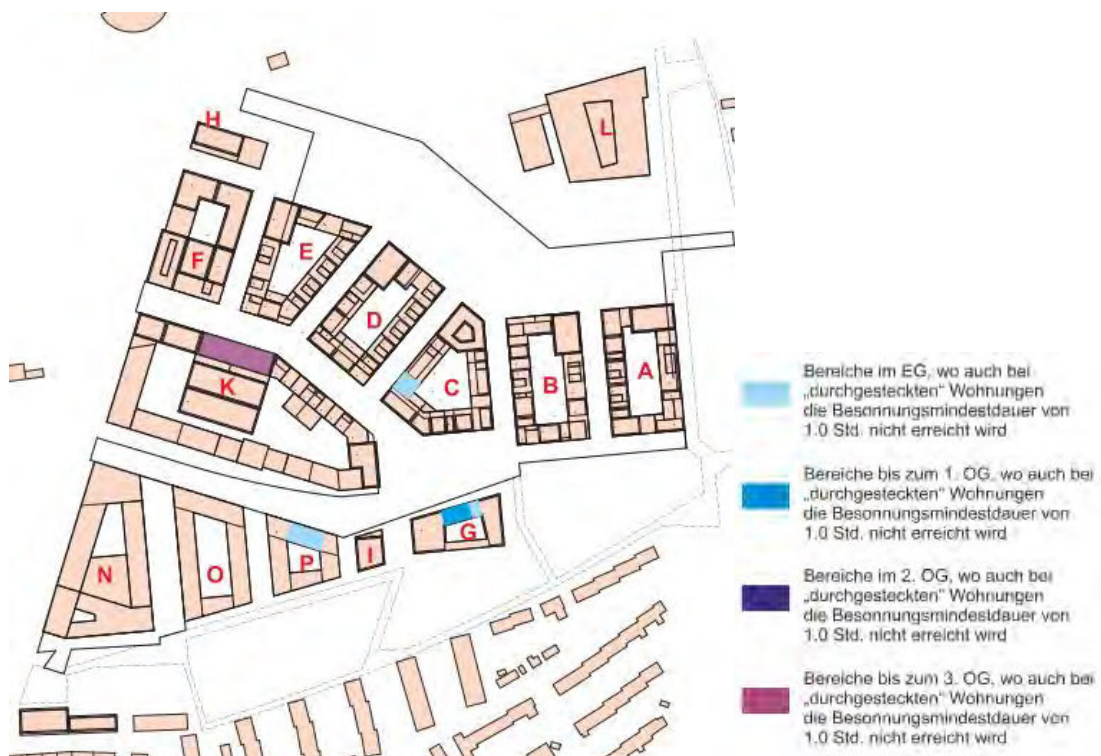 H
L
E
F
D
C
B
A
K
G
I
P
O
N
Bereiche im EG, wo auch bei
„durchgesteckten“ Wohnungen
die Besonnungsmindestdauer von
1.0 Std. nicht erreicht wird
Bereiche bis zum 1. OG, wo auch bei
„durchgesteckten“ Wohnungen
die Besonnungsmindestdauer von
1.0 Std. nicht erreicht wird
Bereiche im 2. OG, wo auch bei
„durchgesteckten“ Wohnungen
die Besonnungsmindestdauer von
1.0 Std. nicht erreicht wird
Bereiche bis zum 3. OG, wo auch bei
„durchgesteckten“ Wohnungen
die Besonnungsmindestdauer von
1.0 Std. nicht erreicht wird